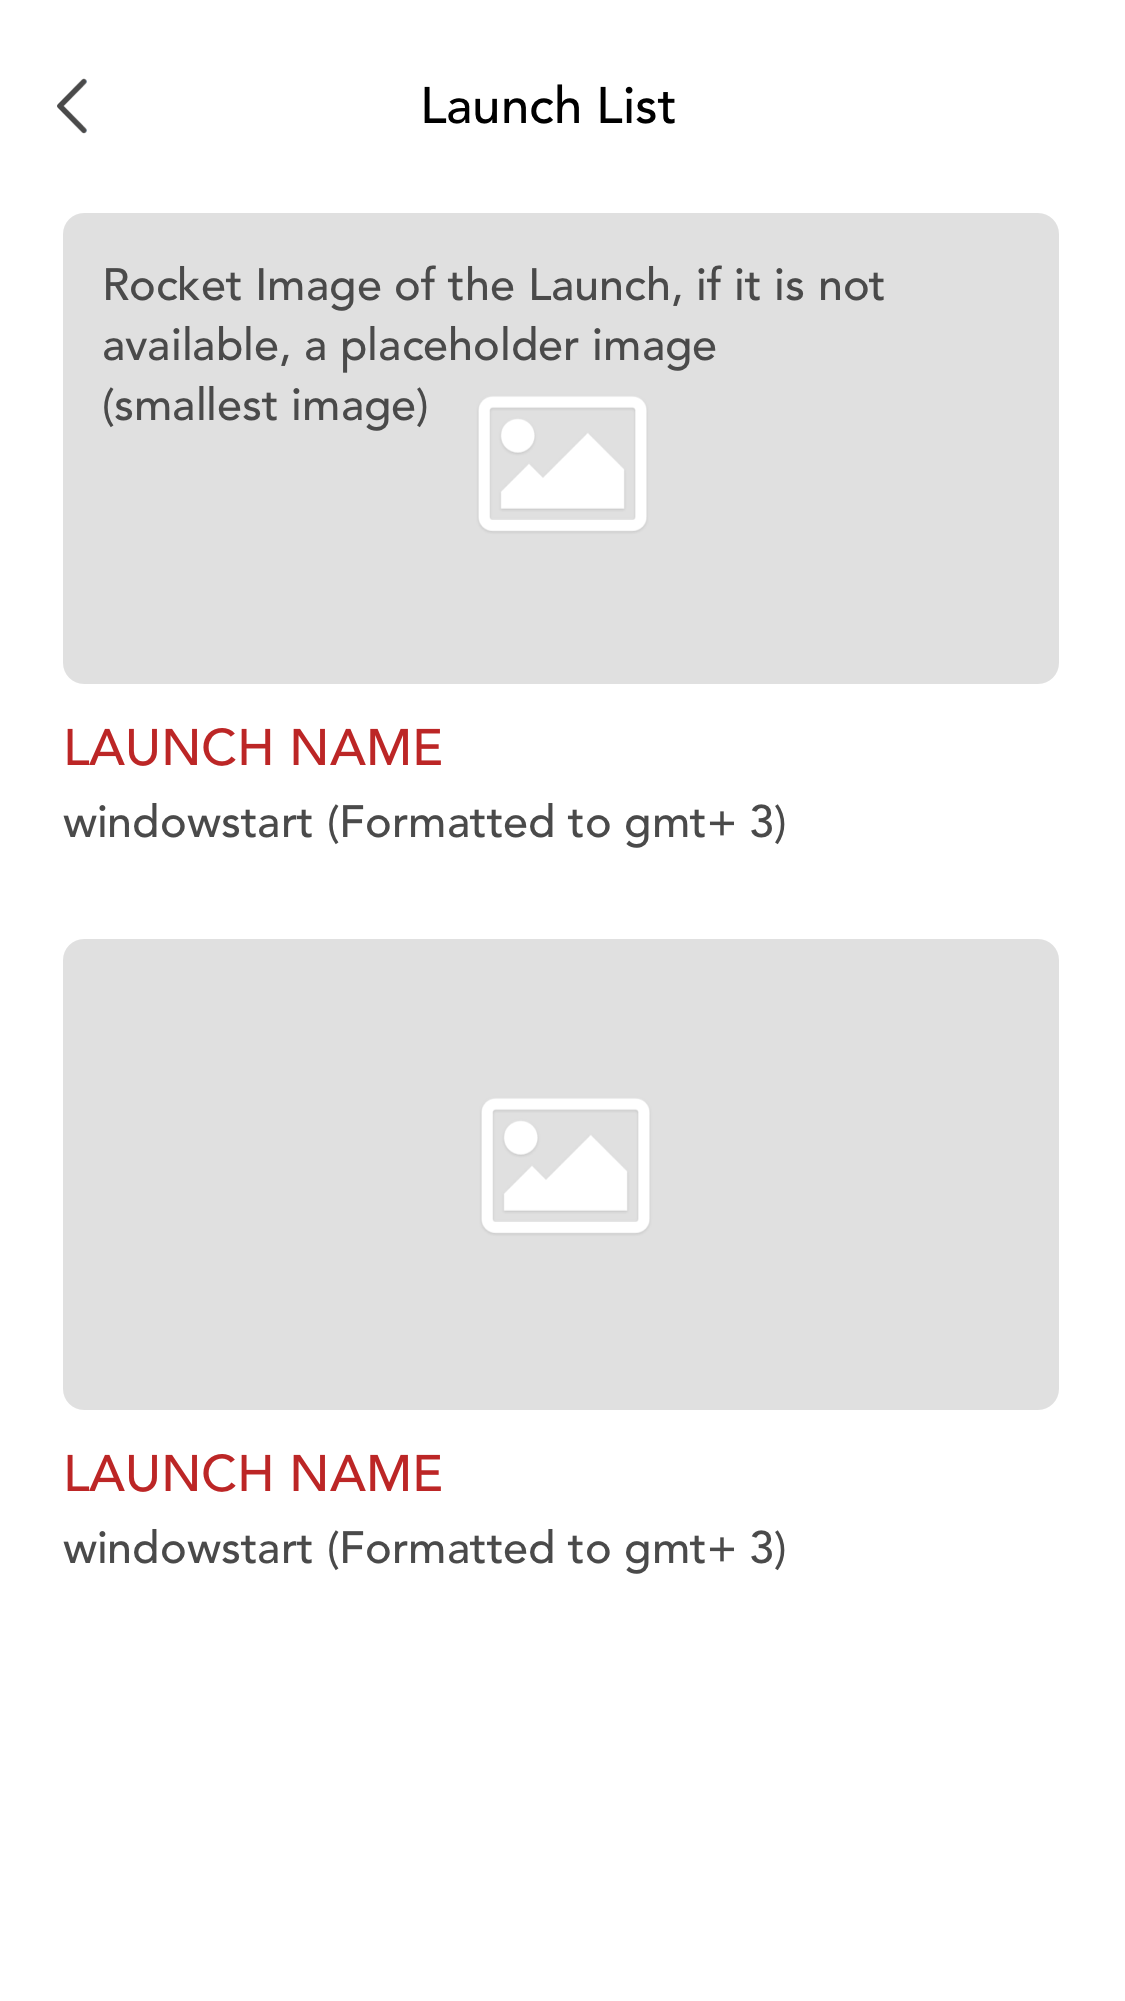 Launch List
Rocket Image of the Launch, if it is not
available, a placeholder image
(smallest image)
LAUNCH NAME
windowstart (Formatted to gmt+ 3)
LAUNCH NAME
windowstart (Formatted to gmt+ 3)